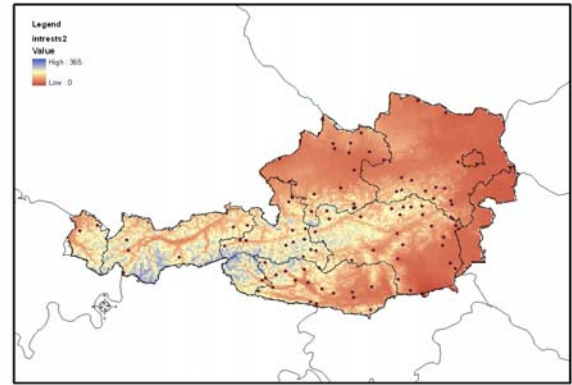 Legend
intrests2
Value
High : 365
Low : 0